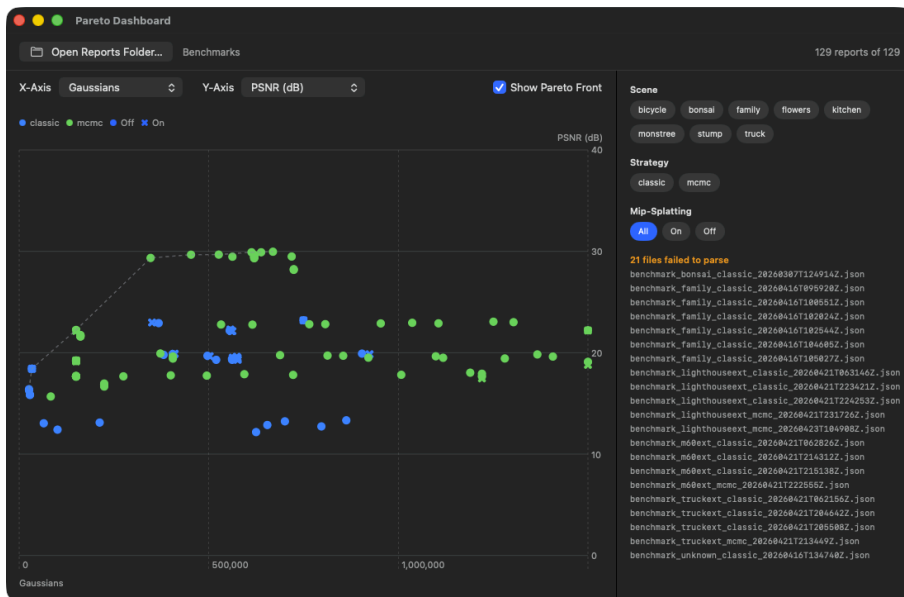 Pareto Dashboard
Open Reports Folder...
Benchmarks
129 reports of 129
X-Axis
Gaussians
Y-Axis
PSNR (dB)
Show Pareto Front
classic
mcmc
Off
On
PSNR (dB)
40
30
20
10
0
0
500,000
1,000,000
Gaussians
Scene
bicycle
bonsai
family
flowers
kitchen
monstree
stump
truck
Strategy
classic
mcmc
Mip-Splatting
All
On
Off
21 files failed to parse
benchmark_bonsai_classic_20260307T124914Z.json
benchmark_family_classic_20260416T095920Z.json
benchmark_family_classic_20260416T100551Z.json
benchmark_family_classic_20260416T102024Z.json
benchmark_family_classic_20260416T102544Z.json
benchmark_family_classic_20260416T104605Z.json
benchmark_family_classic_20260416T105027Z.json
benchmark_lighthouseext_classic_20260421T063146Z.json
benchmark_lighthouseext_classic_20260421T223421Z.json
benchmark_lighthouseext_classic_20260421T224253Z.json
benchmark_lighthouseext_mcmc_20260421T231726Z.json
benchmark_lighthouseext_mcmc_20260423T104908Z.json
benchmark_m60ext_classic_20260421T062826Z.json
benchmark_m60ext_classic_20260421T214312Z.json
benchmark_m60ext_classic_20260421T215138Z.json
benchmark_m60ext_mcmc_20260421T222555Z.json
benchmark_truckext_classic_20260421T062156Z.json
benchmark_truckext_classic_20260421T204642Z.json
benchmark_truckext_classic_20260421T205508Z.json
benchmark_truckext_mcmc_20260421T213449Z.json
benchmark_unknown_classic_20260416T134740Z.json